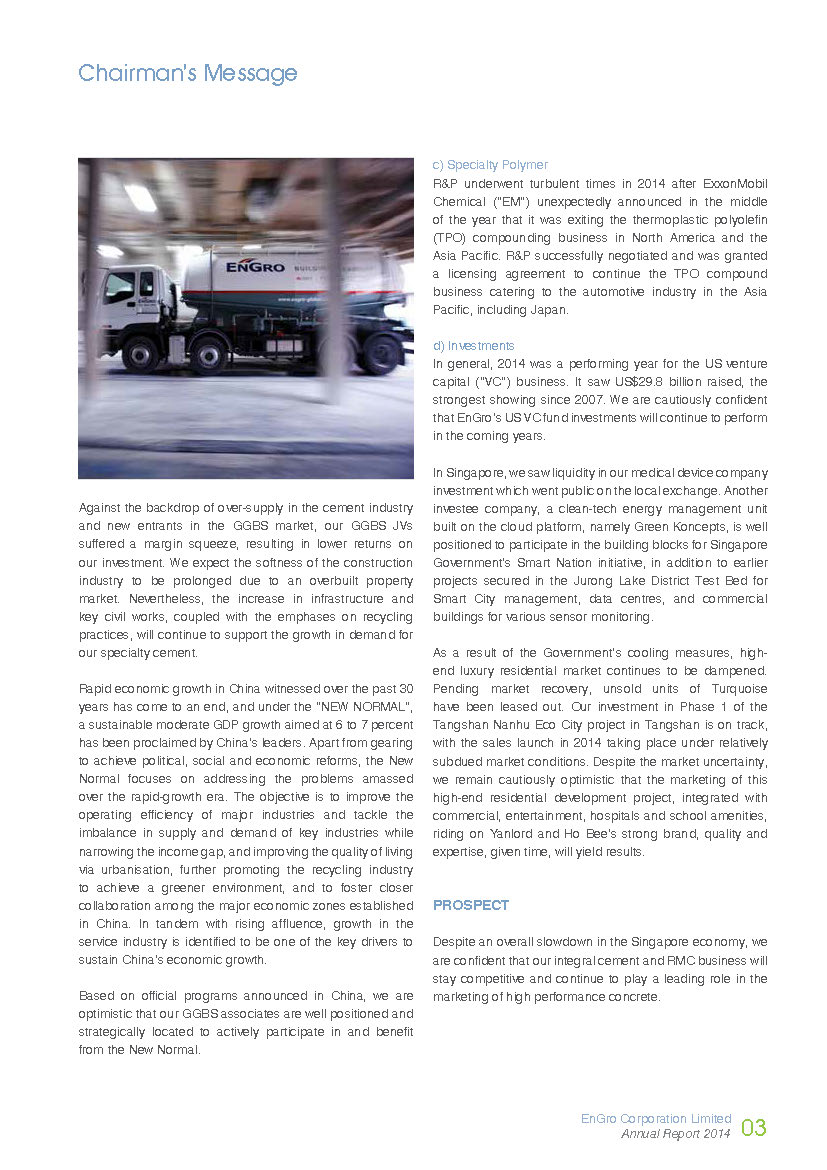 Chairman's Message
ENGRO
Against the backdrop of over-supply in the cement industry
and new entrants in the GGBS market, our GGBS JVs
suffered a margin squeeze, resulting in lower returns on
our investment. We expect the softness of the construction
industry to be prolonged due to an overbuilt property
market. Nevertheless, the increase in infrastructure and
key civil works, coupled with the emphases on recycling
practices, will continue to support the growth in demand for
our specialty cement.
Rapid economic growth in China witnessed over the past 30
years has come to an end, and under the "NEW NORMAL",
a sustainable moderate GDP growth aimed at 6 to 7 percent
has been proclaimed by China's leaders. Apart from gearing
to achieve political, social and economic reforms, the New
Normal focuses on addressing the problems amassed
over the rapid-growth era. The objective is to improve the
operating efficiency of major industries and tackle the
imbalance in supply and demand of key industries while
narrowing the income gap, and improving the quality of living
via urbanisation, further promoting the recycling industry
to achieve a greener environment, and to foster closer
collaboration among the major economic zones established
in China. In tandem with rising affluence, growth in the
service industry is identified to be one of the key drivers to
sustain China's economic growth.
Based on official programs announced in China, we are
optimistic that our GGBS associates are well positioned and
strategically located to actively participate in and benefit
from the New Normal.
c) Specialty Polymer
R&P underwent turbulent times in 2014 after ExxonMobil
Chemical ("EM") unexpectedly announced in the middle
of the year that it was exiting the thermoplastic polyolefin
(TPO) compounding business in North America and the
Asia Pacific. R&P successfully negotiated and was granted
a licensing agreement to continue the TPO compound
business catering to the automotive industry in the Asia
Pacific, including Japan.
d) Investments
In general, 2014 was a performing year for the US venture
capital ("VC") business. It saw US$29.8 billion raised, the
strongest showing since 2007. We are cautiously confident
that EnGro's US VC fund investments will continue to perform
in the coming years.
In Singapore, we saw liquidity in our medical device company
investment which went public on the local exchange. Another
investee company, a clean-tech energy management unit
built on the cloud platform, namely Green Koncepts, is well
positioned to participate in the building blocks for Singapore
Government's Smart Nation initiative, in addition to earlier
projects secured in the Jurong Lake District Test Bed for
Smart City management, data centres, and commercial
buildings for various sensor monitoring.
As a result of the Government's cooling measures, high-
end luxury residential market continues to be dampened.
Pending market recovery, unsold units of Turquoise
have been leased out. Our investment in Phase 1 of the
Tangshan Nanhu Eco City project in Tangshan is on track,
with the sales launch in 2014 taking place under relatively
subdued market conditions. Despite the market uncertainty,
we remain cautiously optimistic that the marketing of this
high-end residential development project, integrated with
commercial, entertainment, hospitals and school amenities,
riding on Yanlord and Ho Bee's strong brand, quality and
expertise, given time, will yield results.
PROSPECT
Despite an overall slowdown in the Singapore economy, we
are confident that our integral cement and RMC business will
stay competitive and continue to play a leading role in the
marketing of high performance concrete.
EnGro Corporation Limited
Annual Report 2014
03